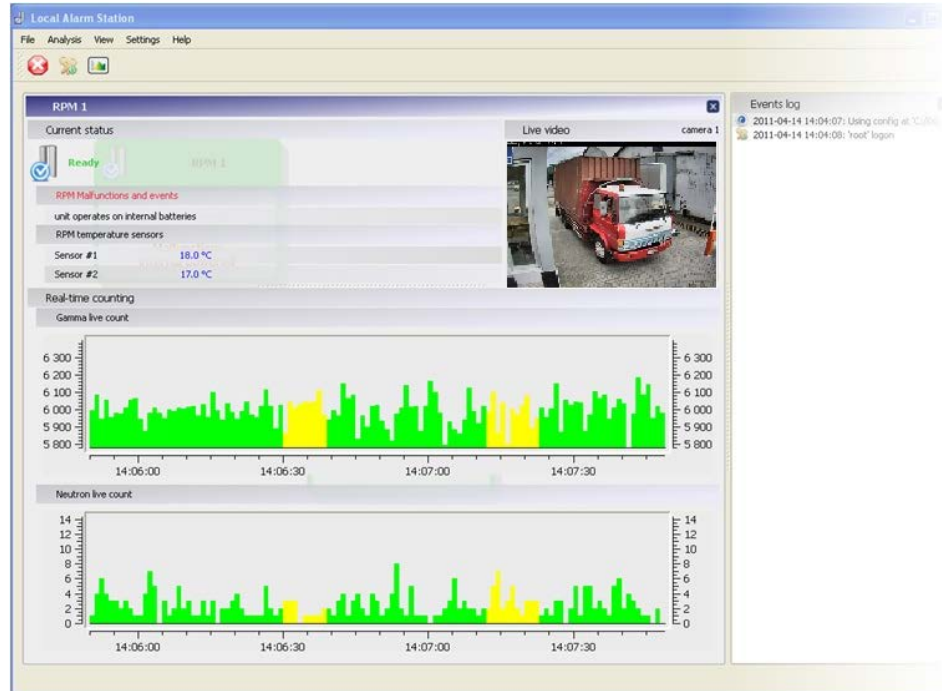 Local Alarm Station
File Analysis View Settings Help
RPM 1
Current status
Ready
RPM 1
RPM Malfunctions and events
unit operates on internal batteries
RPM temperature sensors
Sensor #1 18.0 °C
Sensor #2 17.0 °C
Live video camera 1
Real-time counting
Gamma live count
6 300 6 300
6 200 6 200
6 100 6 100
6 000 6 000
5 900 5 900
5 800 5 800
14:06:00 14:06:30 14:07:00 14:07:30
Neutron live count
14 14
12 12
10 10
8 8
6 6
4 4
2 2
0 0
14:06:00 14:06:30 14:07:00 14:07:30
Events log
2011-04-14 14:04:07: Using config at
2011-04-14 14:04:08: 'root' logon